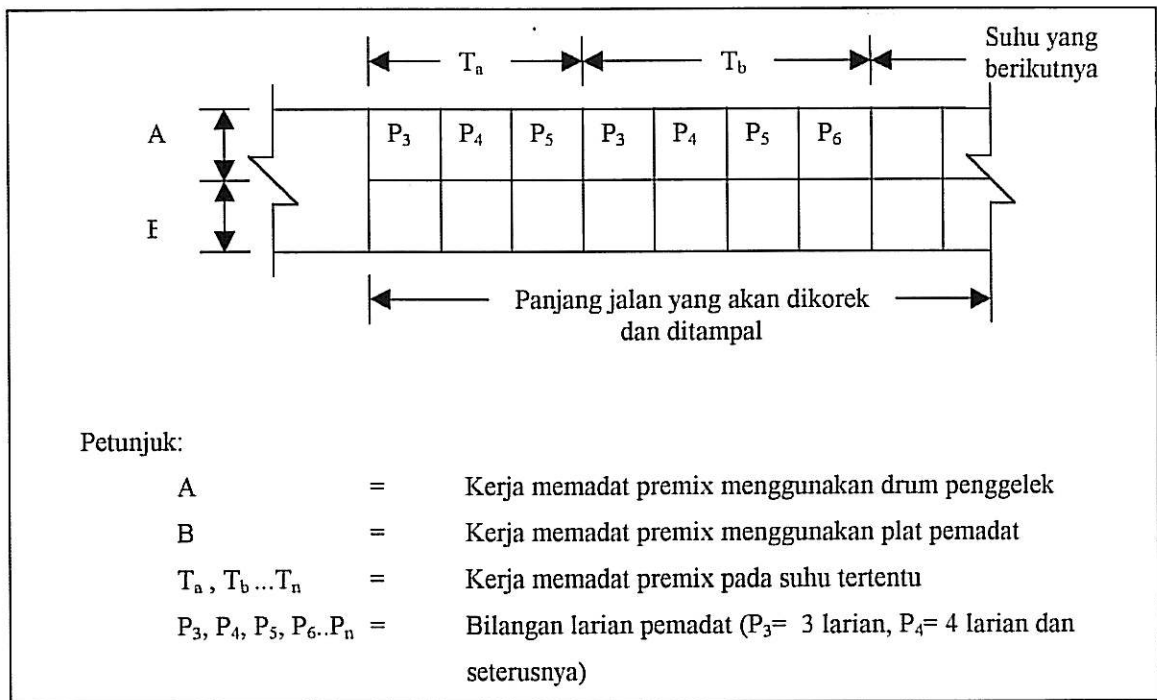 Tₐ
T_b
Suhu yang
berikutnya
A
P₃ P₄ P₅ P₃ P₄ P₅ P₆
B
Panjang jalan yang akan dikorek
dan ditampal
Petunjuk:
A = Kerja memadat premix menggunakan drum penggelek
B = Kerja memadat premix menggunakan plat pemadat
Tₐ , T_b ...Tₙ = Kerja memadat premix pada suhu tertentu
P₃, P₄, P₅, P₆..Pₙ = Bilangan larian pemadat (P₃= 3 larian, P₄= 4 larian dan
seterusnya)